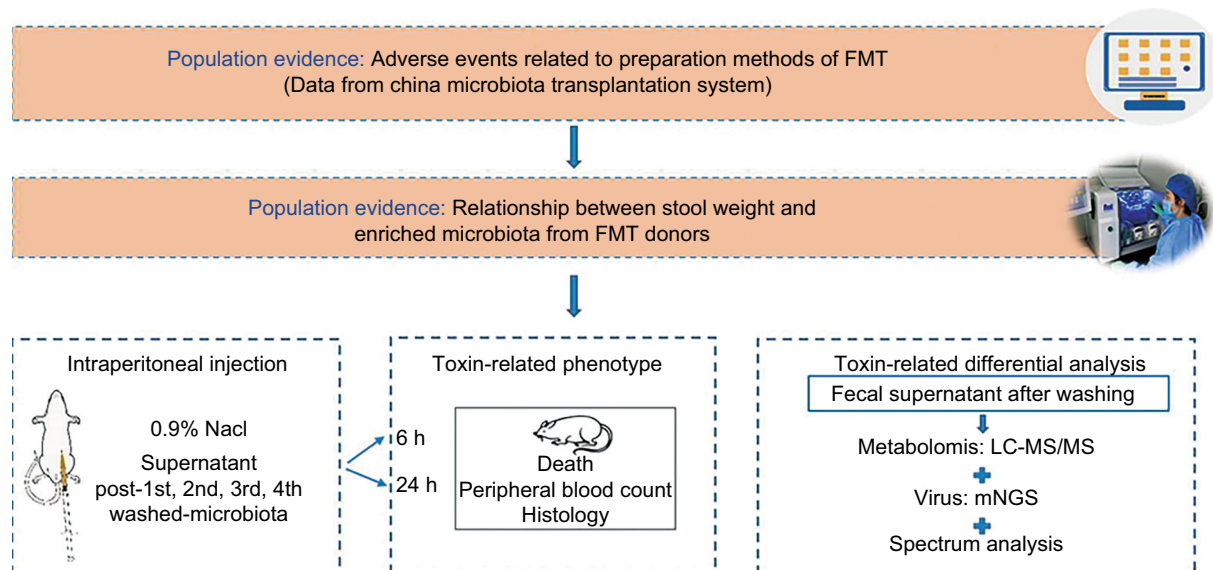 Population evidence: Adverse events related to preparation methods of FMT
(Data from china microbiota transplantation system)
Population evidence: Relationship between stool weight and
enriched microbiota from FMT donors
Intraperitoneal injection
0.9% Nacl
Supernatant
post-1st, 2nd, 3rd, 4th
washed-microbiota
6 h
24 h
Toxin-related phenotype
Death
Peripheral blood count
Histology
Toxin-related differential analysis
Fecal supernatant after washing
Metabolomis: LC-MS/MS
Virus: mNGS
Spectrum analysis